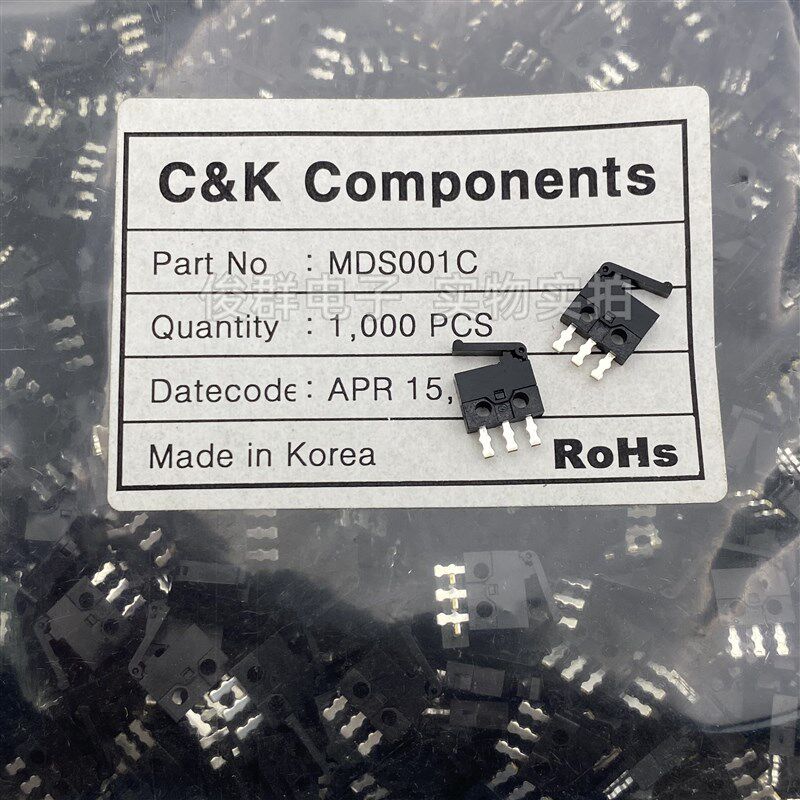 C&K Components
Part No : MDS001C
俊群电子 实物实拍
Quantity : 1,000 PCS
Datecode : APR 15,
Made in Korea RoHs